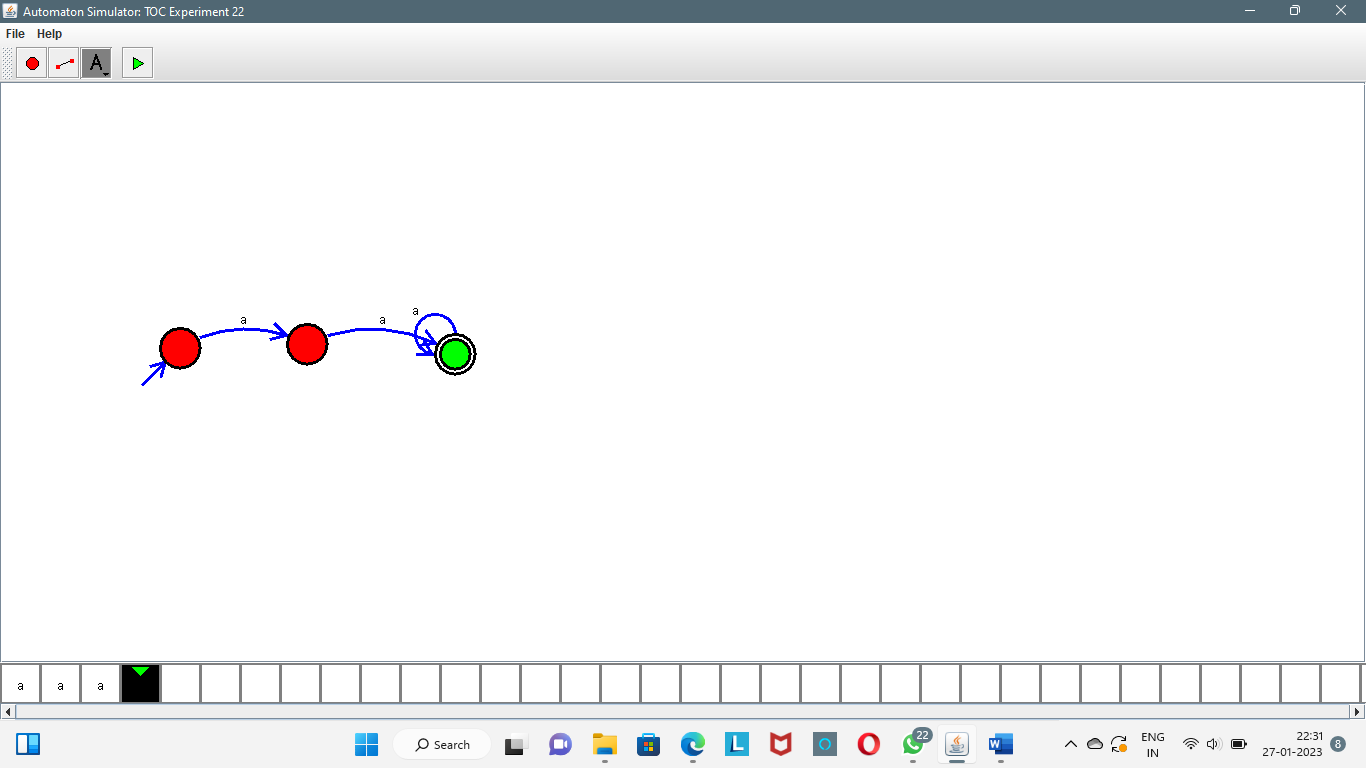 Automaton Simulator: TOC Experiment 22
File Help
A
a a a
a a a
22
Search
L
W
ENG
IN
22:31
27-01-2023
8